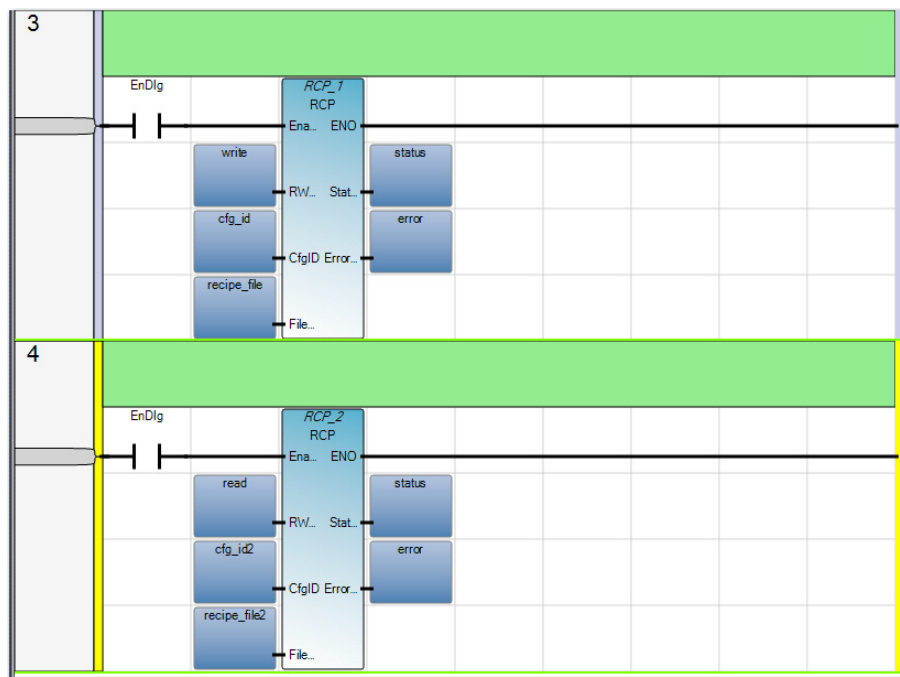 3
EnDlg
RCP_1
RCP
Ena... ENO
write
status
RW... Stat...
cfg_id
error
CfgID Error...
recipe_file
File...
4
EnDlg
RCP_2
RCP
Ena... ENO
read
status
RW... Stat...
cfg_id2
error
CfgID Error...
recipe_file2
File...